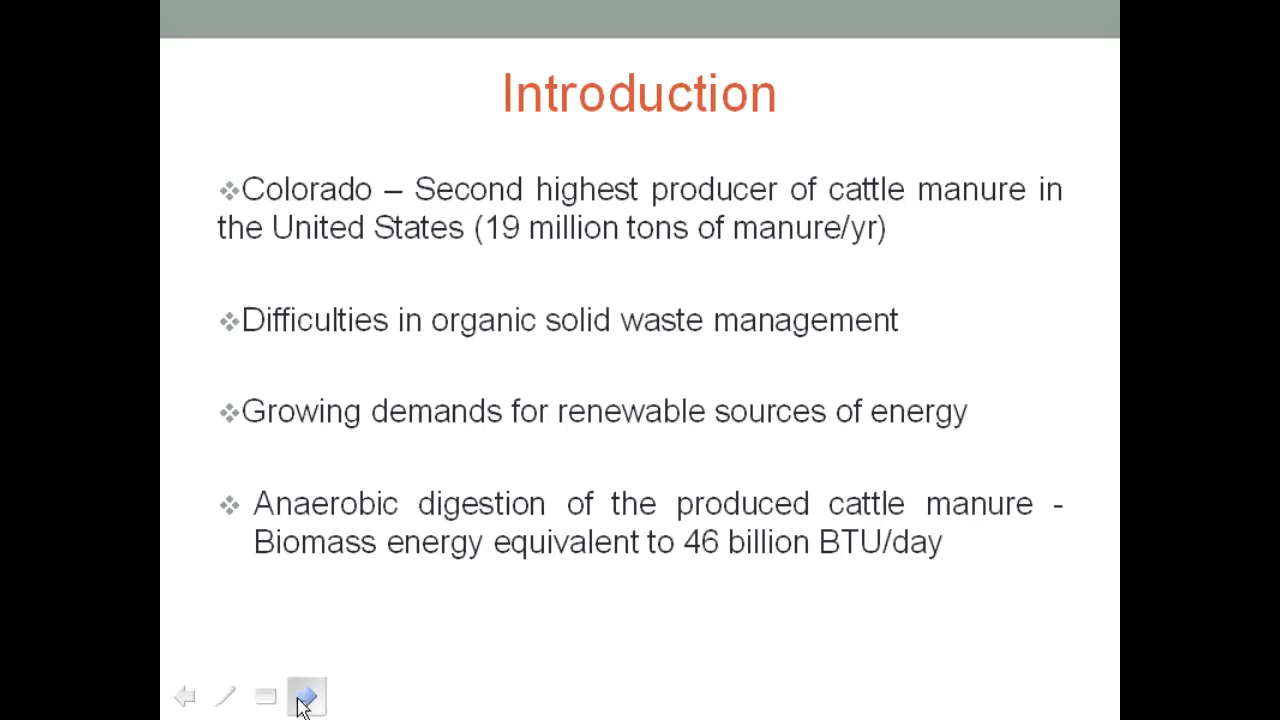 Introduction
❖Colorado – Second highest producer of cattle manure in
the United States (19 million tons of manure/yr)
❖Difficulties in organic solid waste management
❖Growing demands for renewable sources of energy
❖ Anaerobic digestion of the produced cattle manure -
Biomass energy equivalent to 46 billion BTU/day